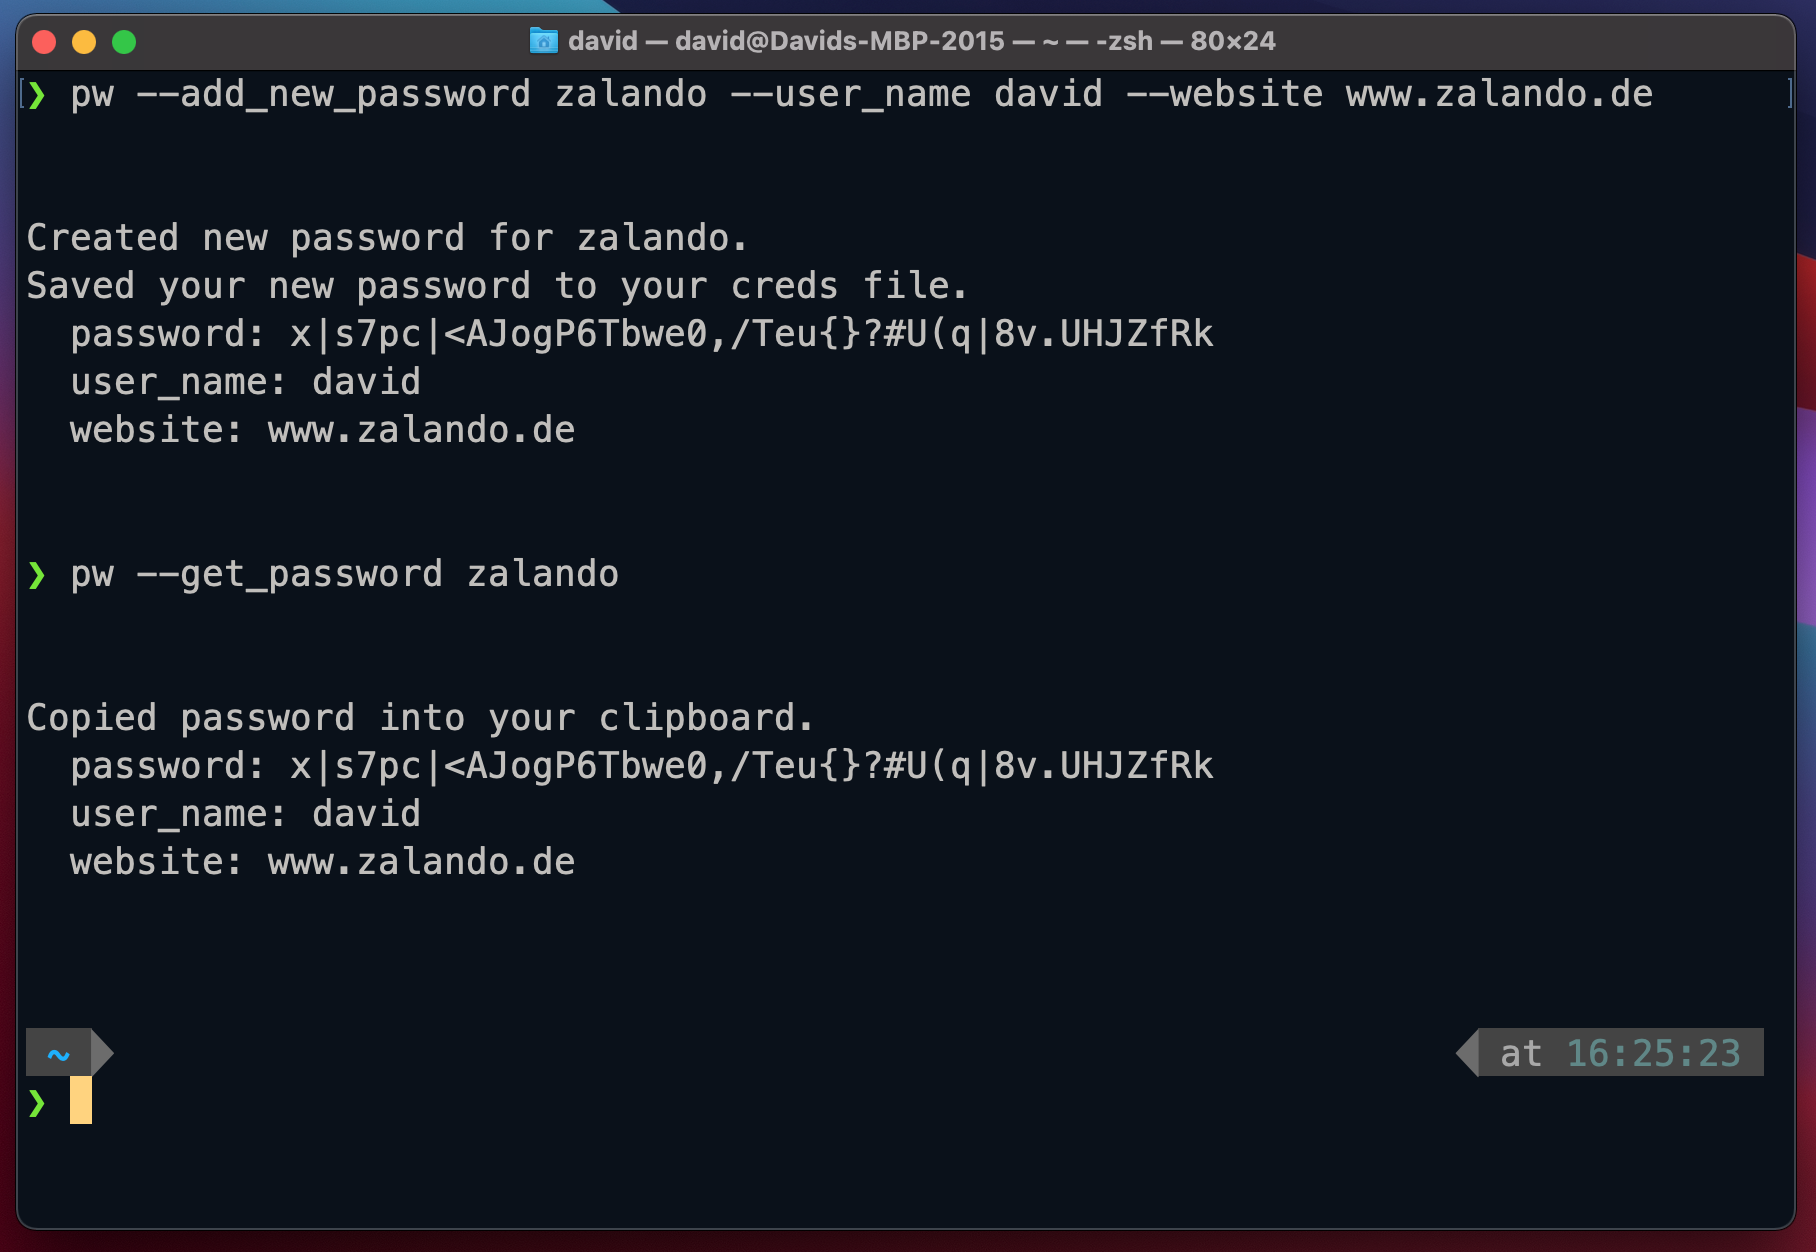 david — david@Davids-MBP-2015 — ~ — -zsh — 80×24
[❯ pw --add_new_password zalando --user_name david --website www.zalando.de ]
Created new password for zalando.
Saved your new password to your creds file.
password: x|s7pc|<AJogP6Tbwe0,/Teu{}?#U(q|8v.UHJZfRk
user_name: david
website: www.zalando.de
❯ pw --get_password zalando
Copied password into your clipboard.
password: x|s7pc|<AJogP6Tbwe0,/Teu{}?#U(q|8v.UHJZfRk
user_name: david
website: www.zalando.de
~ at 16:25:23
❯